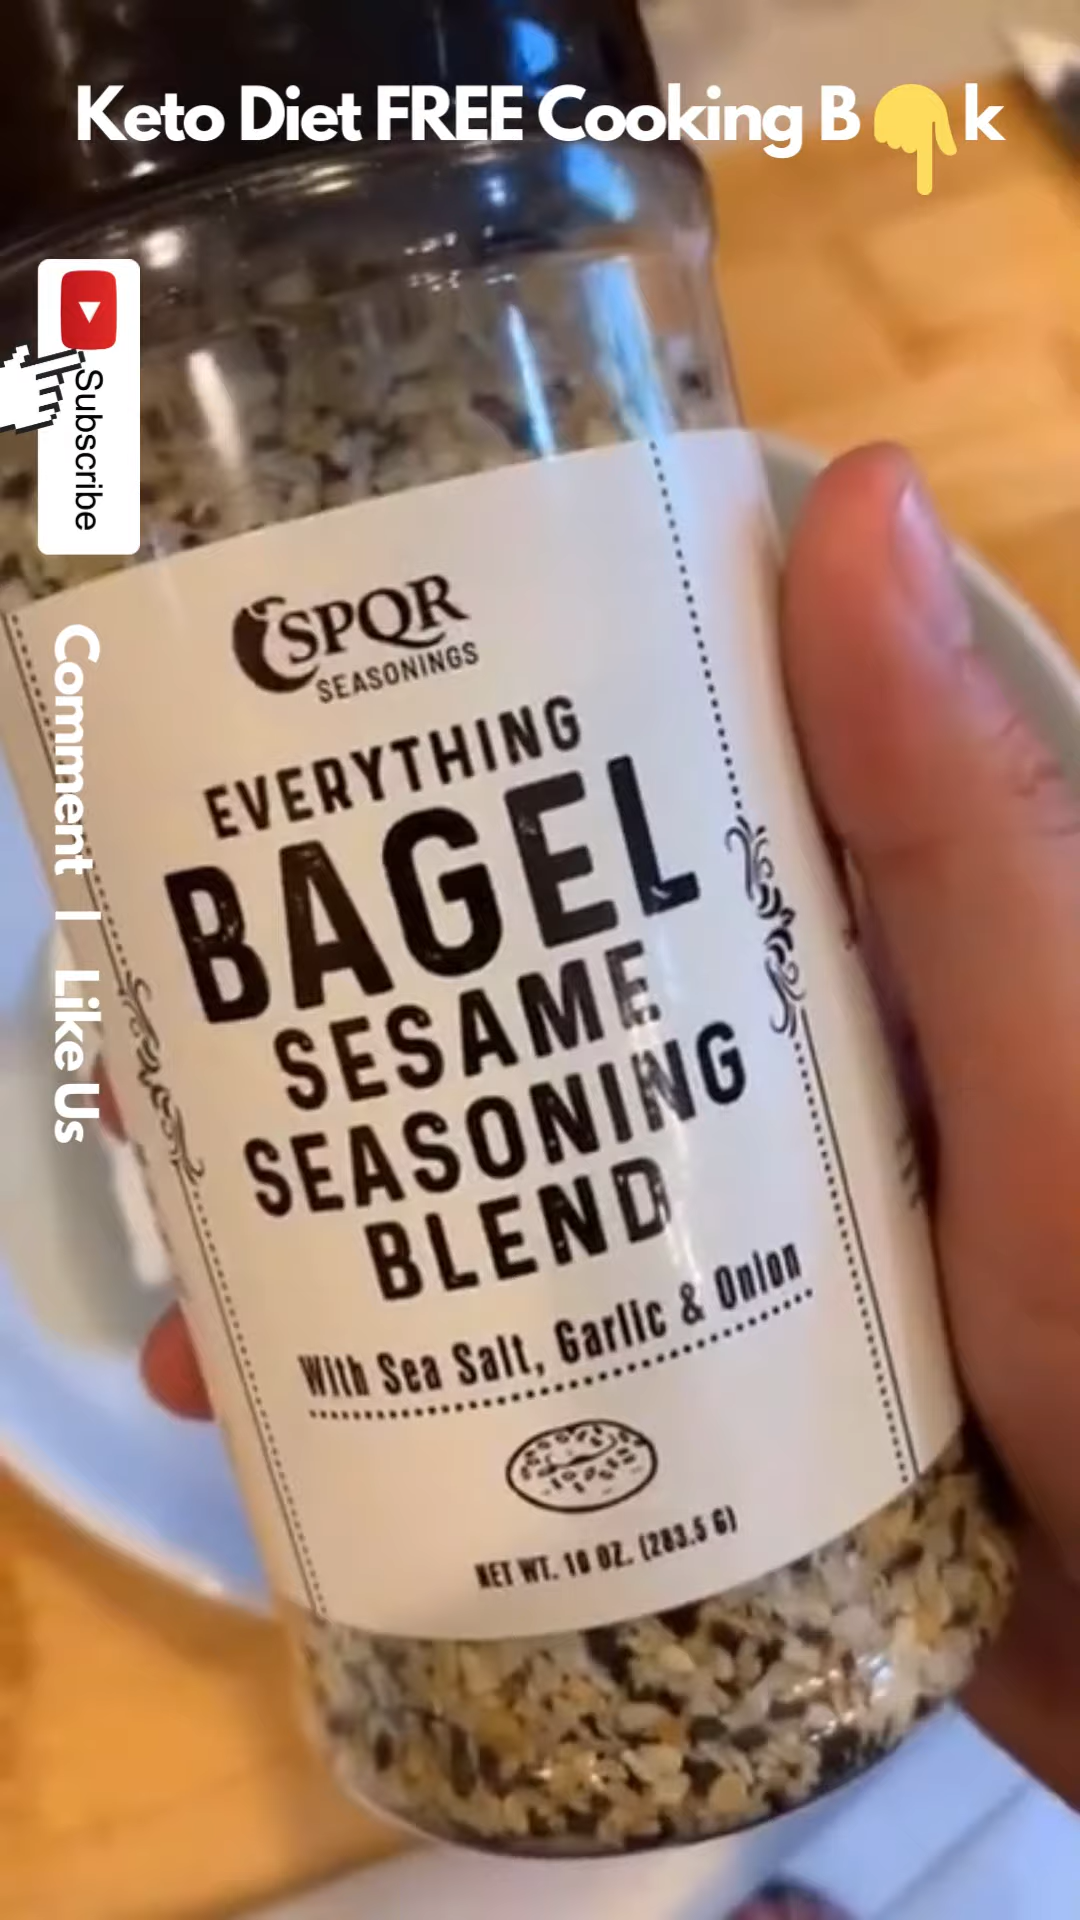 Keto Diet FREE Cooking B👇k
Subscribe
Comment | Like Us
SPQR
SEASONINGS
EVERYTHING
BAGEL
SESAME
SEASONING
BLEND
With Sea Salt, Garlic & Onion
NET WT. 10 OZ. (283.5 G)